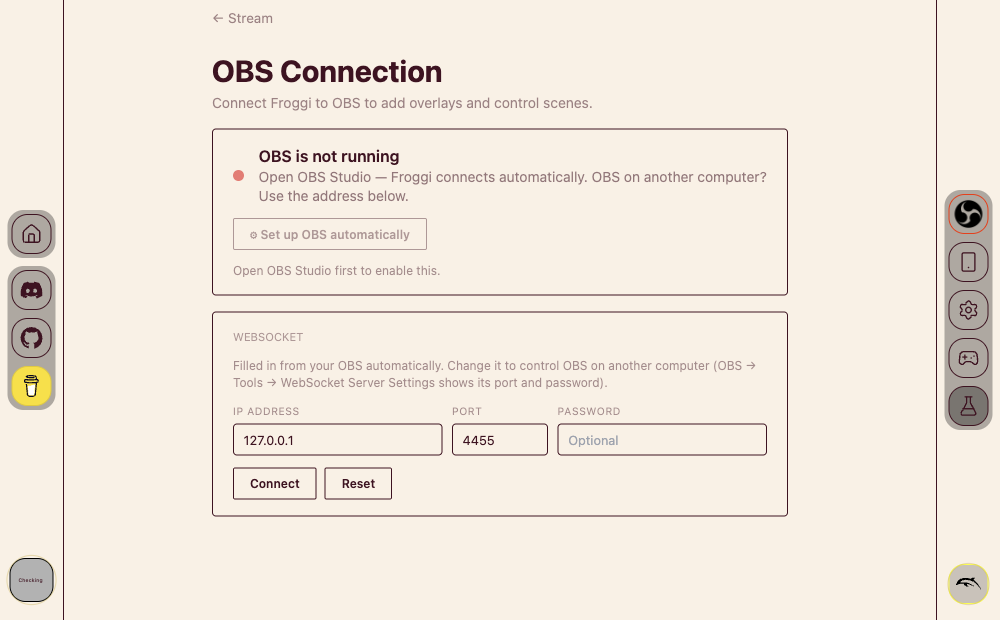 ← Stream
OBS Connection
Connect Froggi to OBS to add overlays and control scenes.
OBS is not running
Open OBS Studio — Froggi connects automatically. OBS on another computer?
Use the address below.
⚙ Set up OBS automatically
Open OBS Studio first to enable this.
WEBSOCKET
Filled in from your OBS automatically. Change it to control OBS on another computer (OBS →
Tools → WebSocket Server Settings shows its port and password).
IP ADDRESS PORT PASSWORD
127.0.0.1 4455 Optional
Connect Reset
Checking